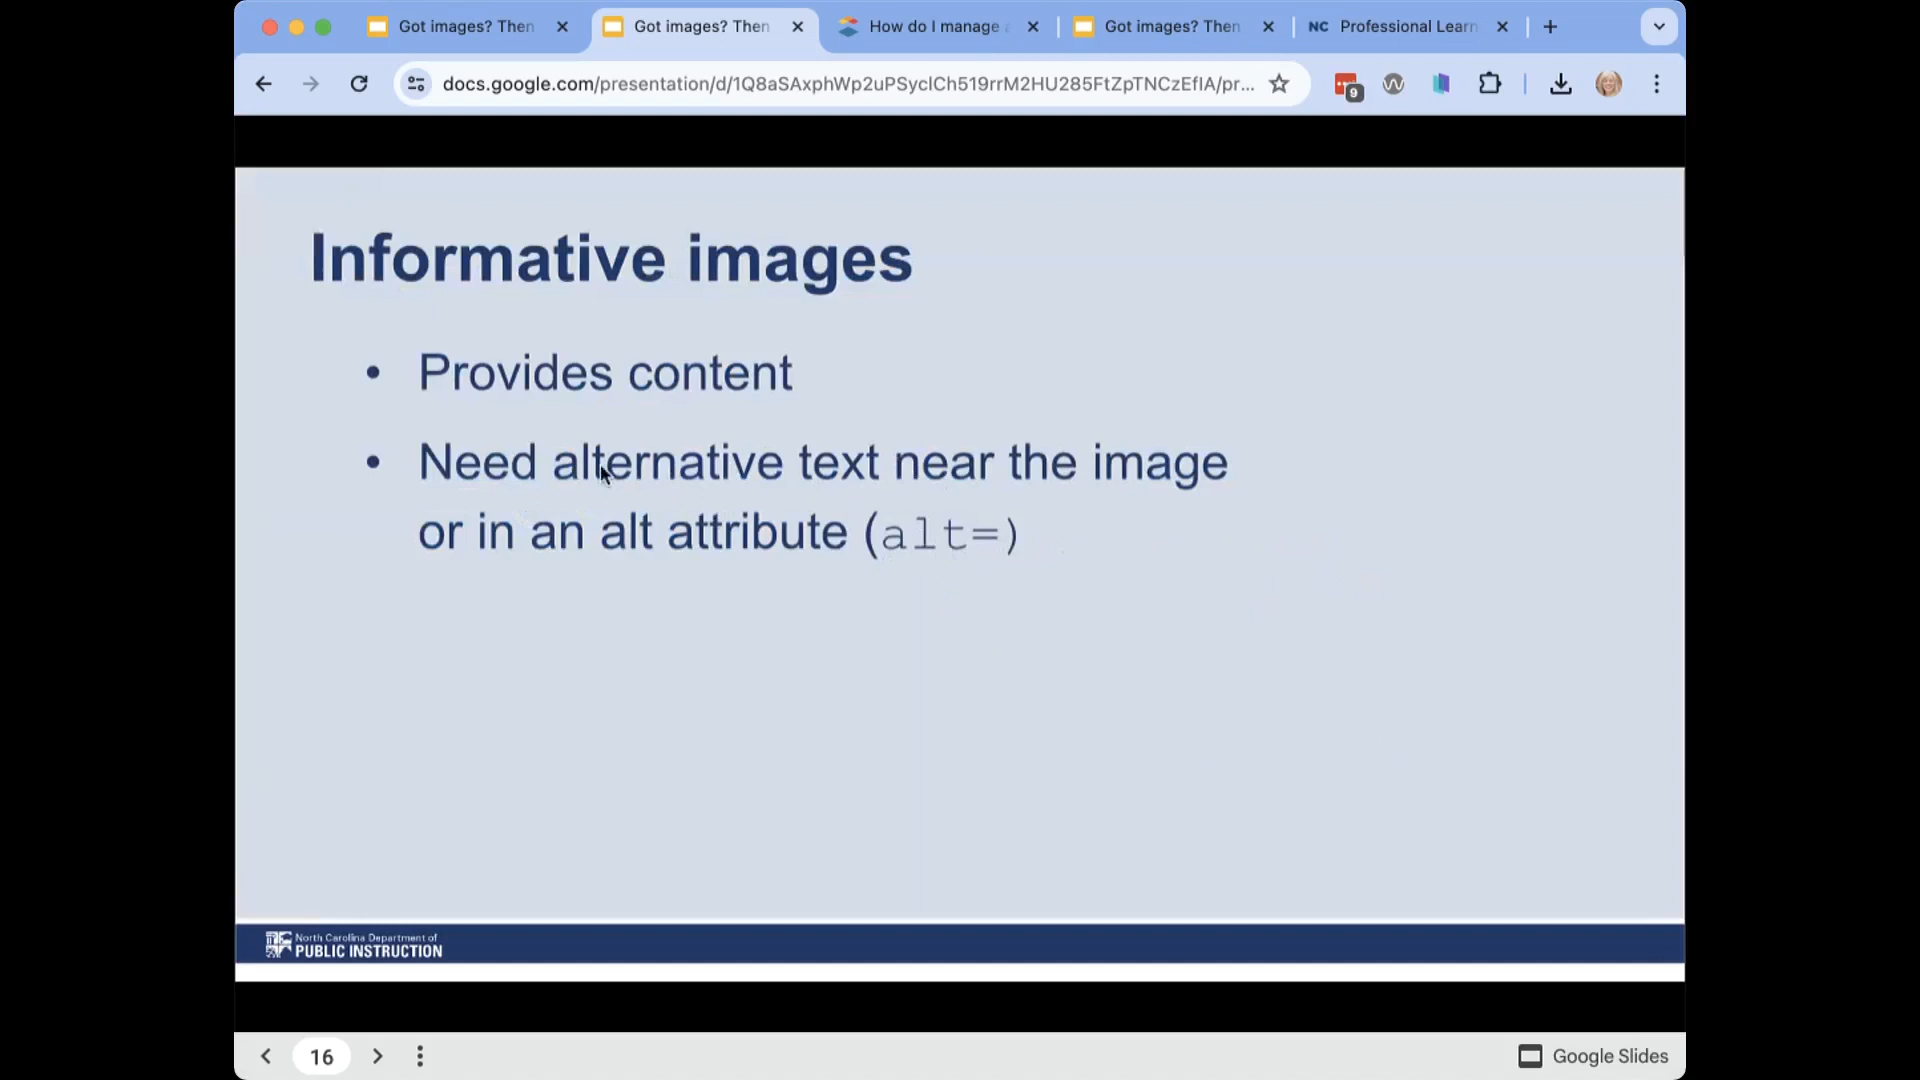 Got images? Then
Got images? Then
How do I manage
Got images? Then
NC Professional Learn
docs.google.com/presentation/d/1Q8aSAxphWp2uPSyclCh519rrM2HU285FtZpTNCzEfIA/pr...
9
Informative images
• Provides content
• Need alternative text near the image
or in an alt attribute (alt=)
North Carolina Department of
PUBLIC INSTRUCTION
16
Google Slides